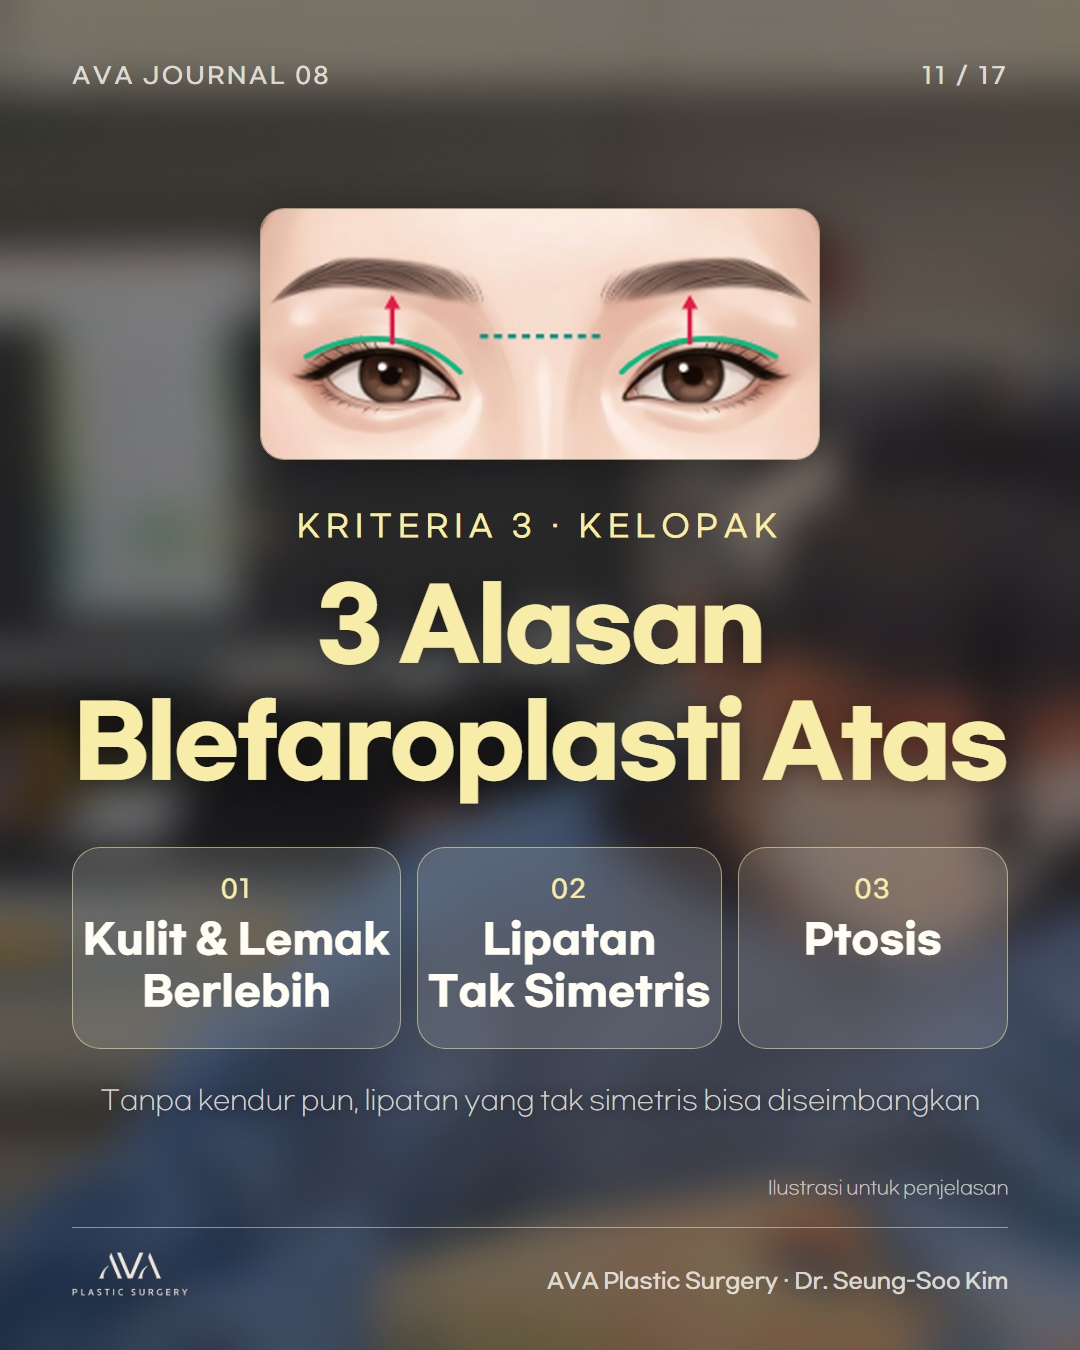 AVA JOURNAL 08
11 / 17
KRITERIA 3 · KELOPAK
3 Alasan
Blefaroplasti Atas
01
Kulit & Lemak
Berlebih
02
Lipatan
Tak Simetris
03
Ptosis
Tanpa kendur pun, lipatan yang tak simetris bisa diseimbangkan
Ilustrasi untuk penjelasan
AVA
PLASTIC SURGERY
AVA Plastic Surgery · Dr. Seung-Soo Kim